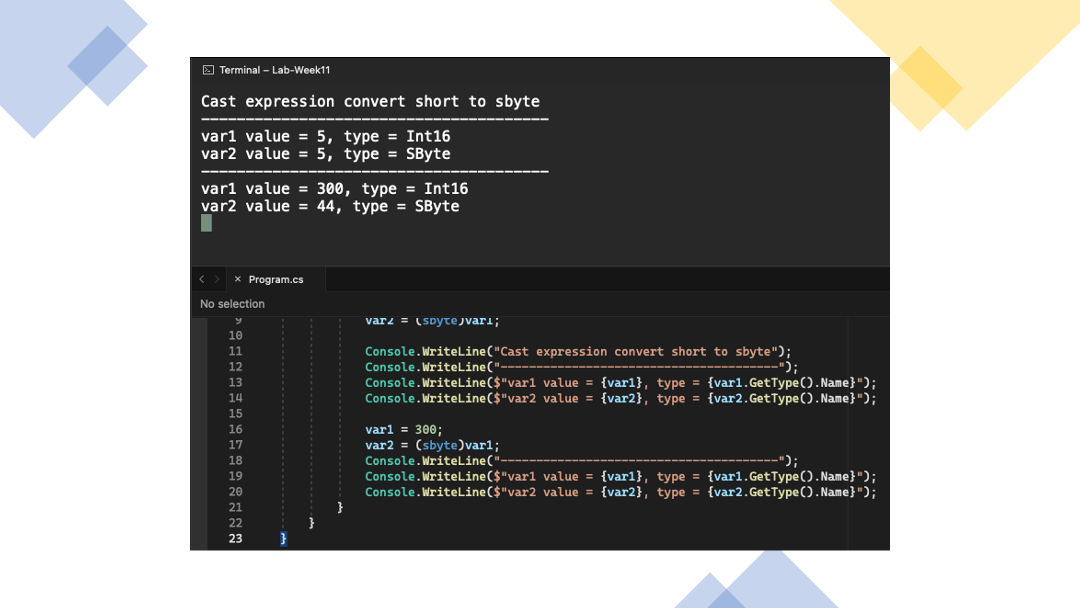 Terminal – Lab-Week11
Cast expression convert short to sbyte
---------------------------------------
var1 value = 5, type = Int16
var2 value = 5, type = SByte
---------------------------------------
var1 value = 300, type = Int16
var2 value = 44, type = SByte
< > × Program.cs
No selection
9 var2 = (sbyte)var1;
10
11 Console.WriteLine("Cast expression convert short to sbyte");
12 Console.WriteLine("---------------------------------------");
13 Console.WriteLine($"var1 value = {var1}, type = {var1.GetType().Name}");
14 Console.WriteLine($"var2 value = {var2}, type = {var2.GetType().Name}");
15
16 var1 = 300;
17 var2 = (sbyte)var1;
18 Console.WriteLine("---------------------------------------");
19 Console.WriteLine($"var1 value = {var1}, type = {var1.GetType().Name}");
20 Console.WriteLine($"var2 value = {var2}, type = {var2.GetType().Name}");
21 }
22 }
23 }